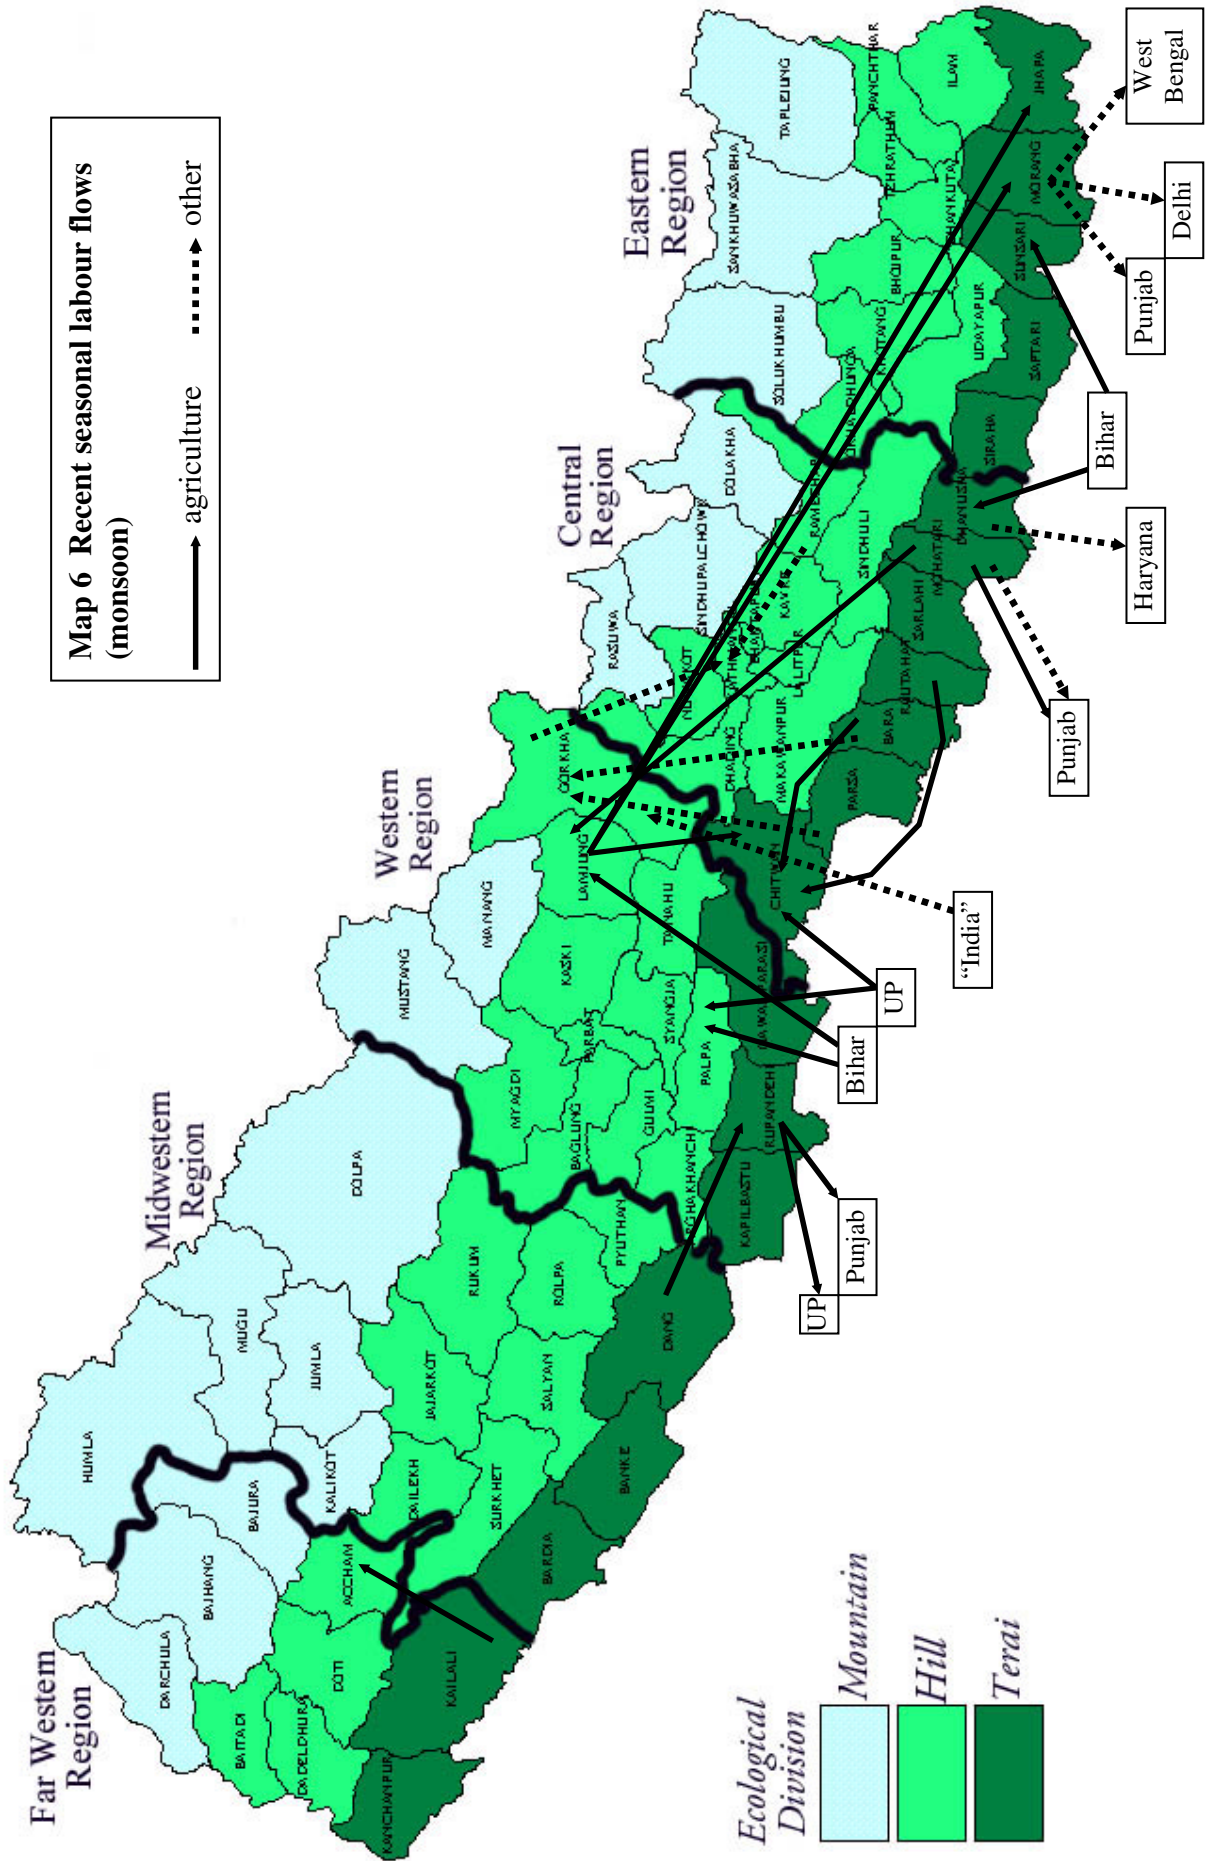 Map 6  Recent seasonal labour flows
(monsoon)
agriculture
other
Far Western
Region
Midwestern
Region
Western
Region
Central
Region
Eastern
Region
DARCHULA
BAJHANG
BAJURA
HUMLA
MUGU
JUMLA
KALIKOT
DOLPA
MUSTANG
MANANG
BAITADI
DADELDHURA
DOTI
ACCHAM
KANCHANPUR
KAILALI
DAILEKH
JAJARKOT
SURKHET
SALYAN
RUKUM
ROLPA
PYUTHAN
BARDIA
BANKE
DANG
MYAGDI
BAGLUNG
PARBAT
GULMI
KASKI
SYANGJA
PALPA
TANAHU
LAMJUNG
GORKHA
KAPILBASTU
RUPANDEHI
CHITWAN
RASUWA
DHADING
MAKAWANPUR
LALITPUR
KAVRE
DOLAKHA
SINDHULI
PARSA
BARA
RAUTAHAT
SARLAHI
MOHATARI
DHANUSHA
SOLUKHUMBU
SANKHUWASABHA
TAPLEJUNG
KHOTANG
BHOJPUR
TEHRATHUM
PANCHTHAR
ILAM
UDAYAPUR
SIRAHA
SAPTARI
SUNSARI
MORANG
JHAPA
UP
Punjab
Bihar
UP
“India”
Punjab
Haryana
Bihar
Punjab
Delhi
West
Bengal
Ecological
Division
Mountain
Hill
Terai